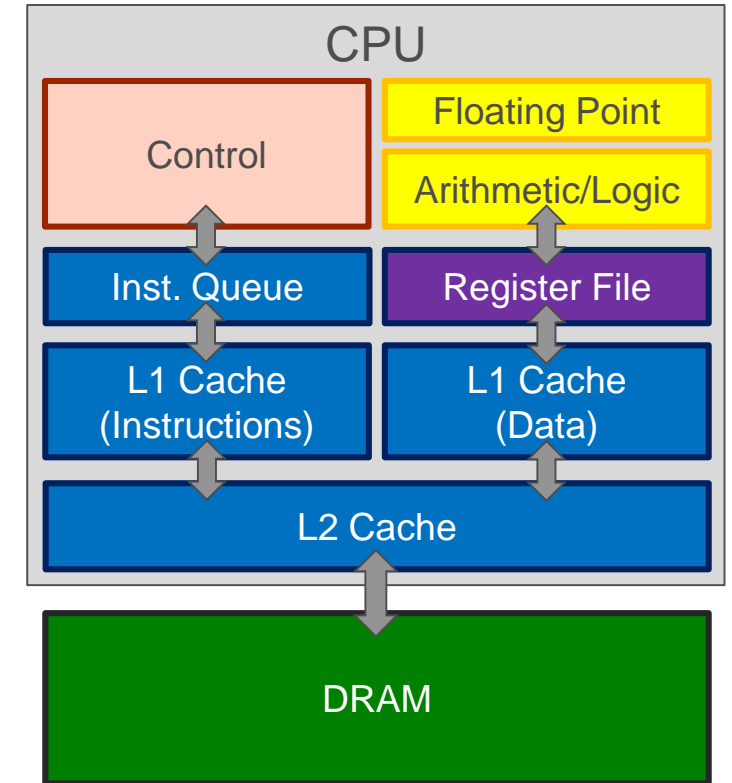 CPU
Control
Floating Point
Arithmetic/Logic
Inst. Queue
Register File
L1 Cache
(Instructions)
L1 Cache
(Data)
L2 Cache
DRAM